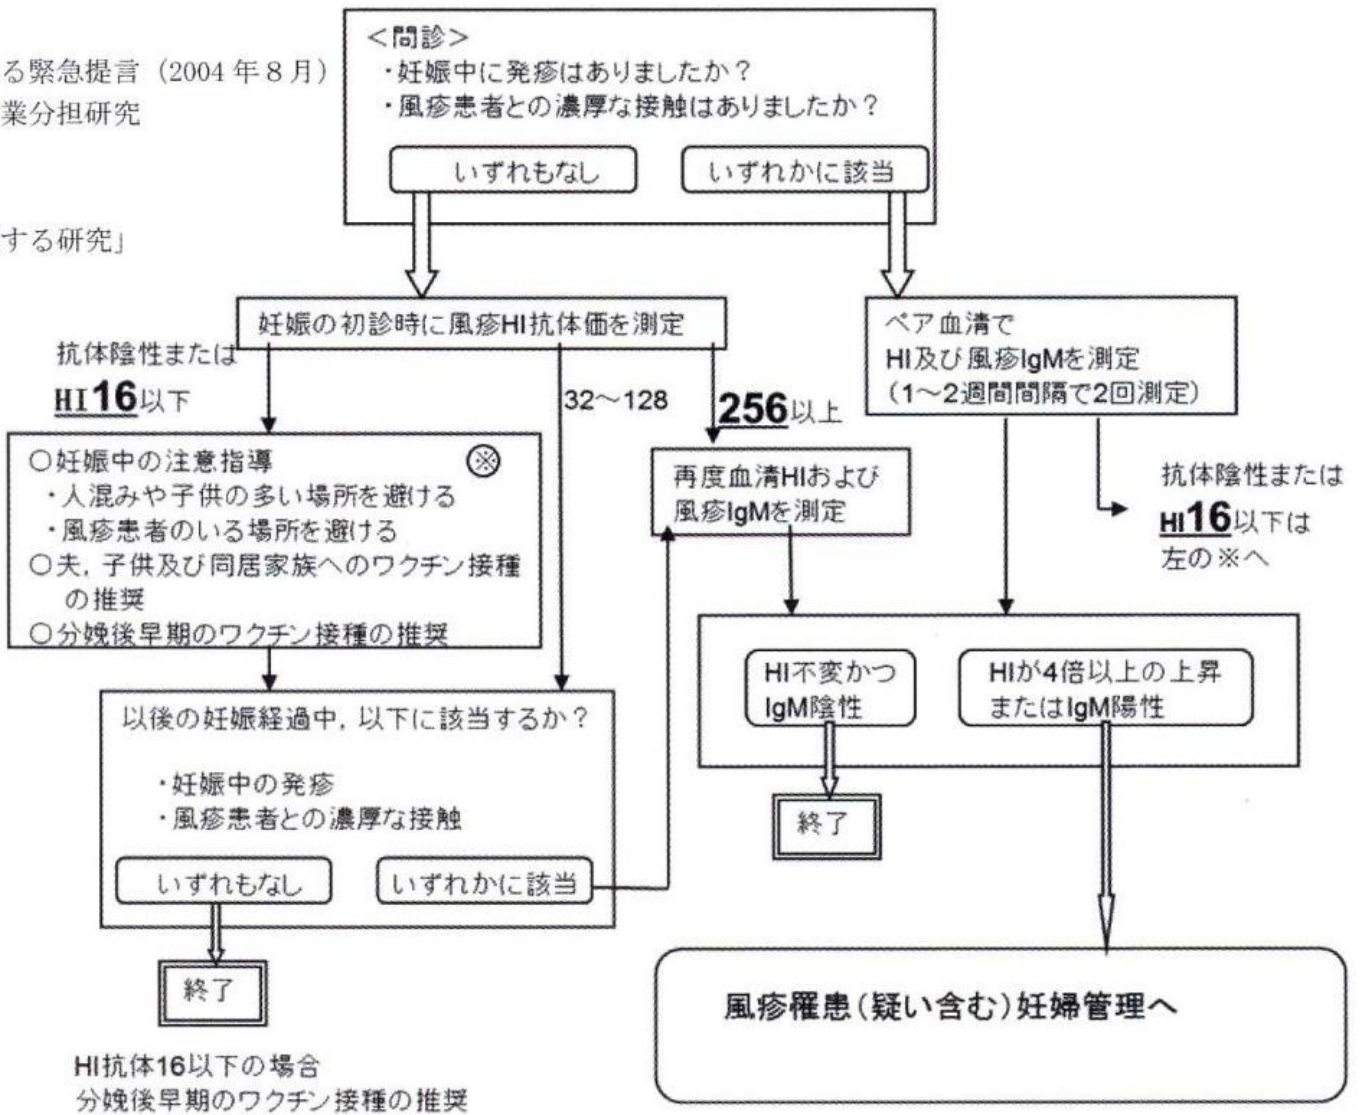 る緊急提言（2004年８月）
業分担研究
する研究」
＜問診＞
・妊娠中に発疹はありましたか？
・風疹患者との濃厚な接触はありましたか？
いずれもなし
いずれかに該当
妊娠の初診時に風疹HI抗体価を測定
ペア血清で
HI及び風疹IgMを測定
（1～2週間間隔で2回測定）
抗体陰性または
HI16以下
32～128
256以上
○妊娠中の注意指導 ※
・人混みや子供の多い場所を避ける
・風疹患者のいる場所を避ける
○夫，子供及び同居家族へのワクチン接種
の推奨
○分娩後早期のワクチン接種の推奨
再度血清HIおよび
風疹IgMを測定
抗体陰性または
HI16以下は
左の※へ
HI不変かつ
IgM陰性
HIが4倍以上の上昇
またはIgM陽性
以後の妊娠経過中，以下に該当するか？
・妊娠中の発疹
・風疹患者との濃厚な接触
いずれもなし
いずれかに該当
終了
終了
風疹罹患（疑い含む）妊婦管理へ
HI抗体16以下の場合
分娩後早期のワクチン接種の推奨